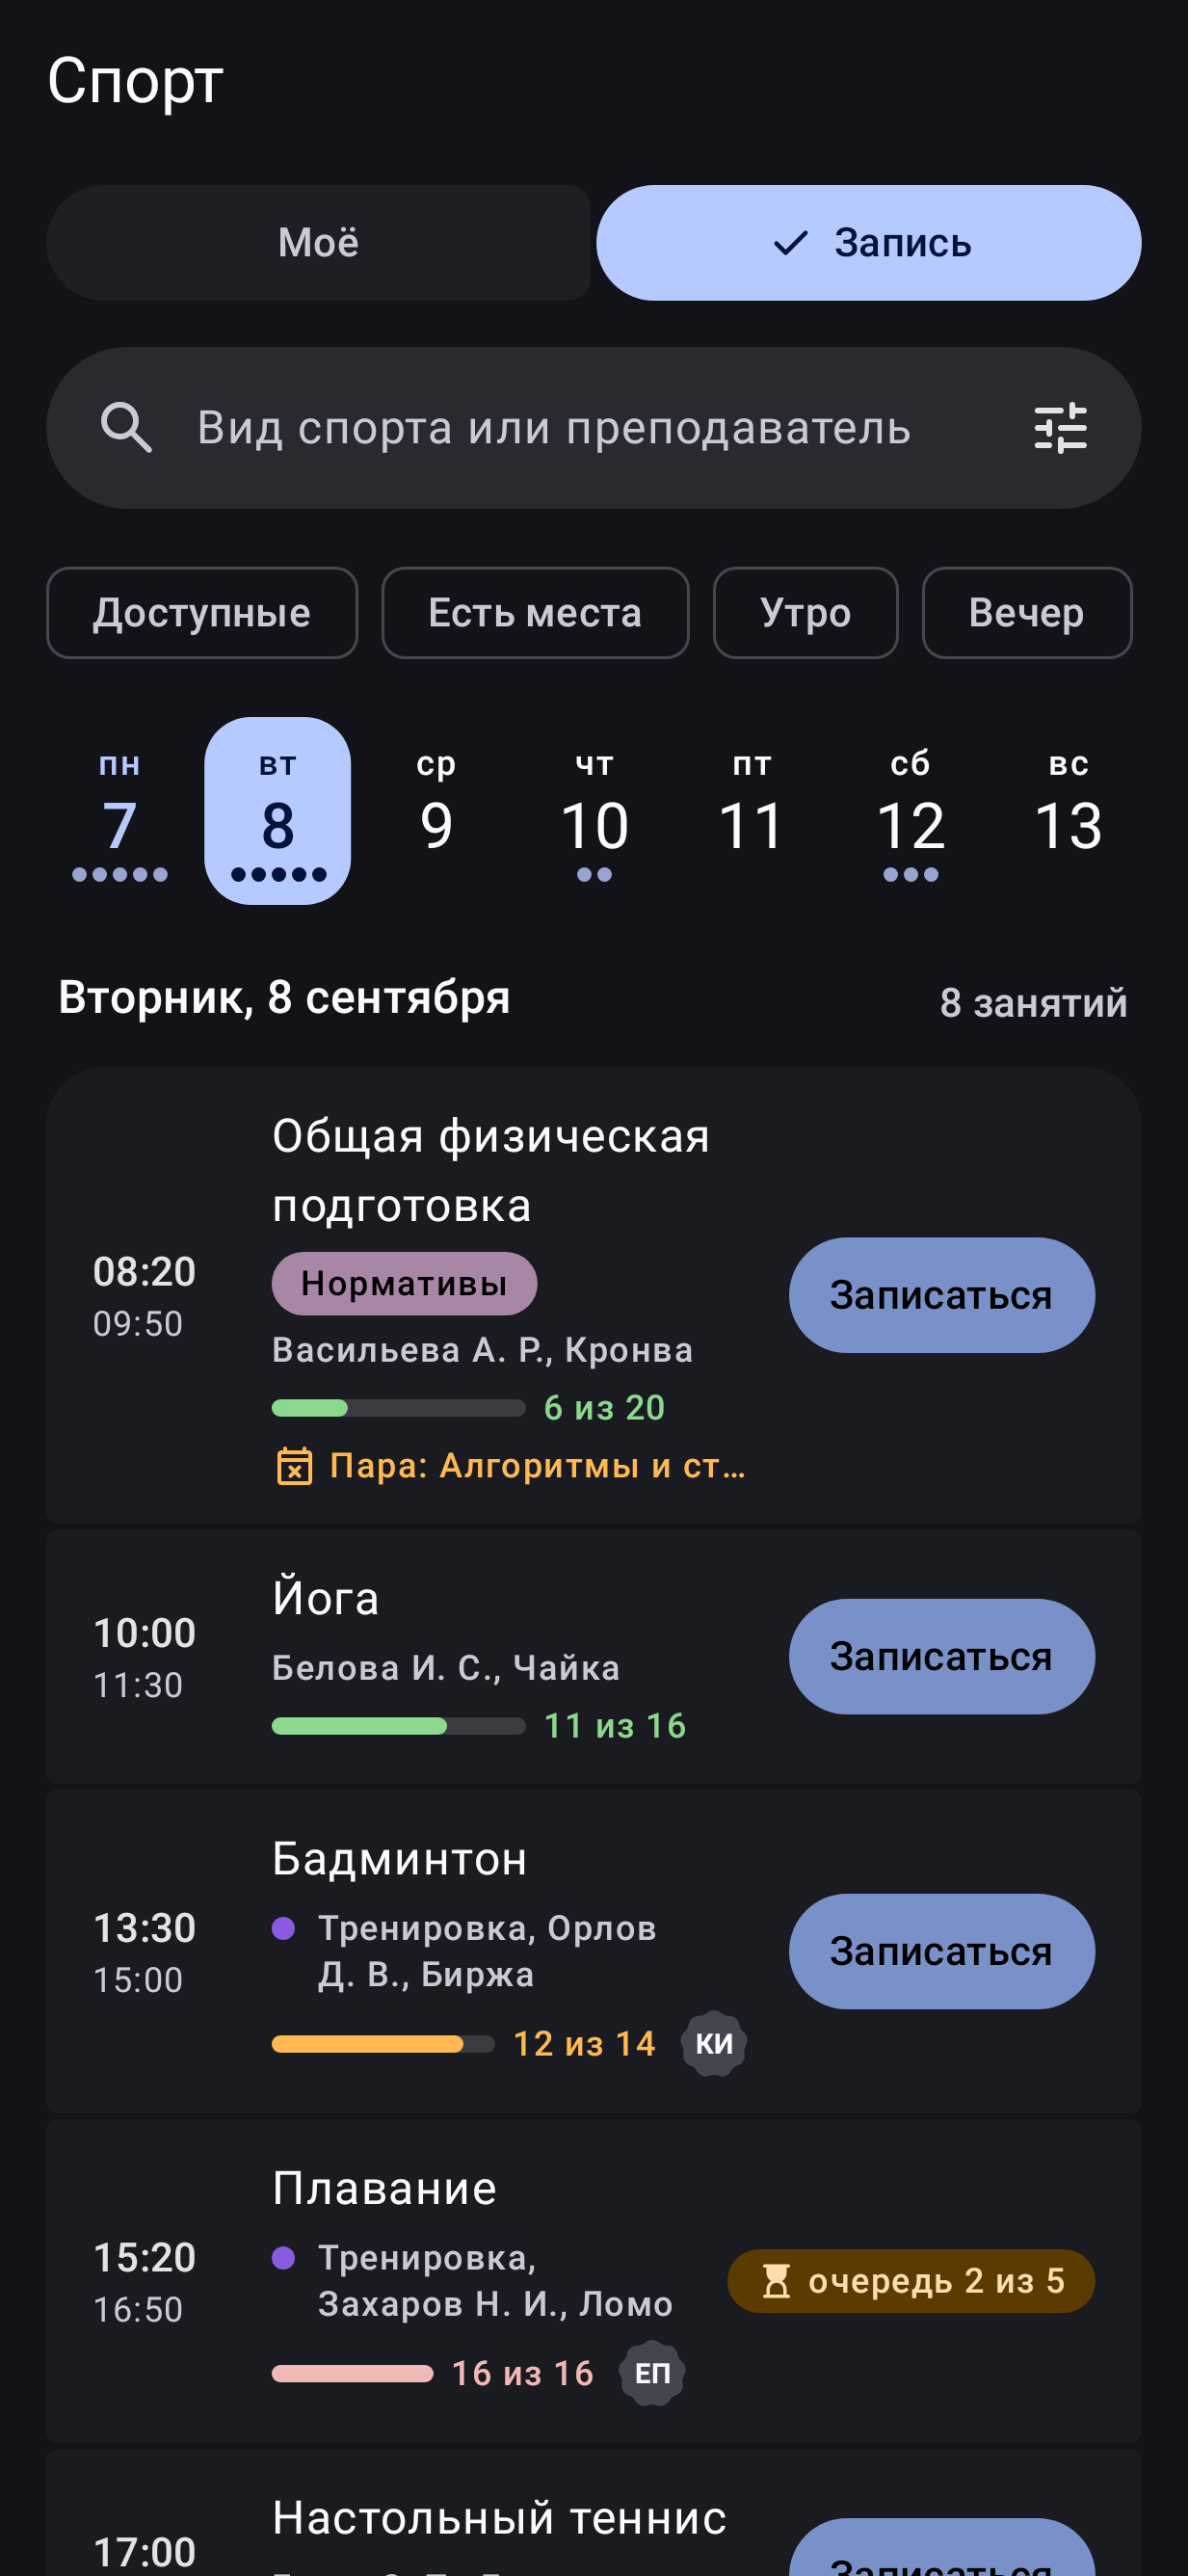 Спорт
Моё
Запись
Вид спорта или преподаватель
Доступные
Есть места
Утро
Вечер
пн вт ср чт пт сб вс
7 8 9 10 11 12 13
Вторник, 8 сентября
8 занятий
Общая физическая
подготовка
08:20
09:50
Нормативы
Васильева А. Р., Кронва
6 из 20
Пара: Алгоритмы и ст…
Записаться
Йога
10:00
11:30
Белова И. С., Чайка
11 из 16
Записаться
Бадминтон
13:30
15:00
Тренировка, Орлов
Д. В., Биржа
12 из 14
КИ
Записаться
Плавание
15:20
16:50
Тренировка,
Захаров Н. И., Ломо
16 из 16
ЕП
очередь 2 из 5
Настольный теннис
17:00
Записаться